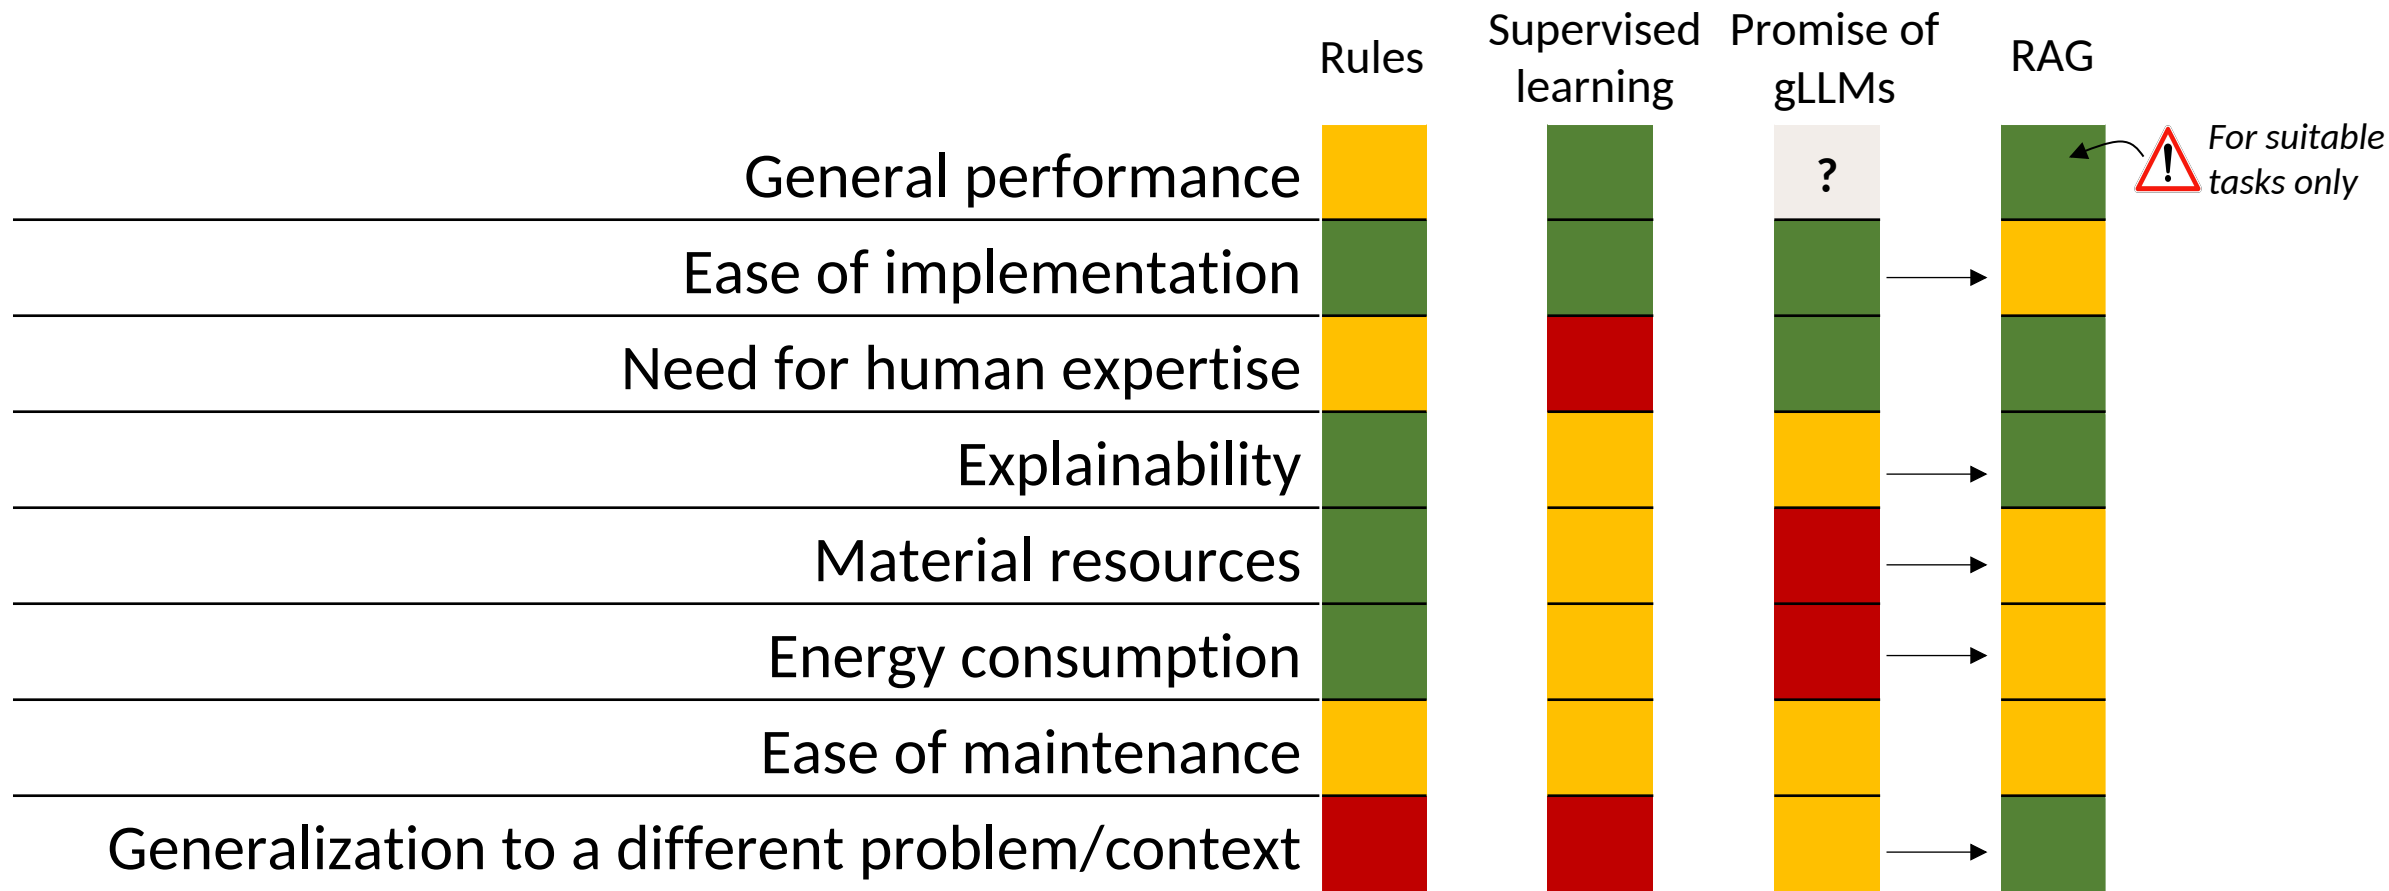 Rules
Supervised
learning
Promise of
gLLMs
RAG
General performance
?
For suitable
tasks only
Ease of implementation
Need for human expertise
Explainability
Material resources
Energy consumption
Ease of maintenance
Generalization to a different problem/context